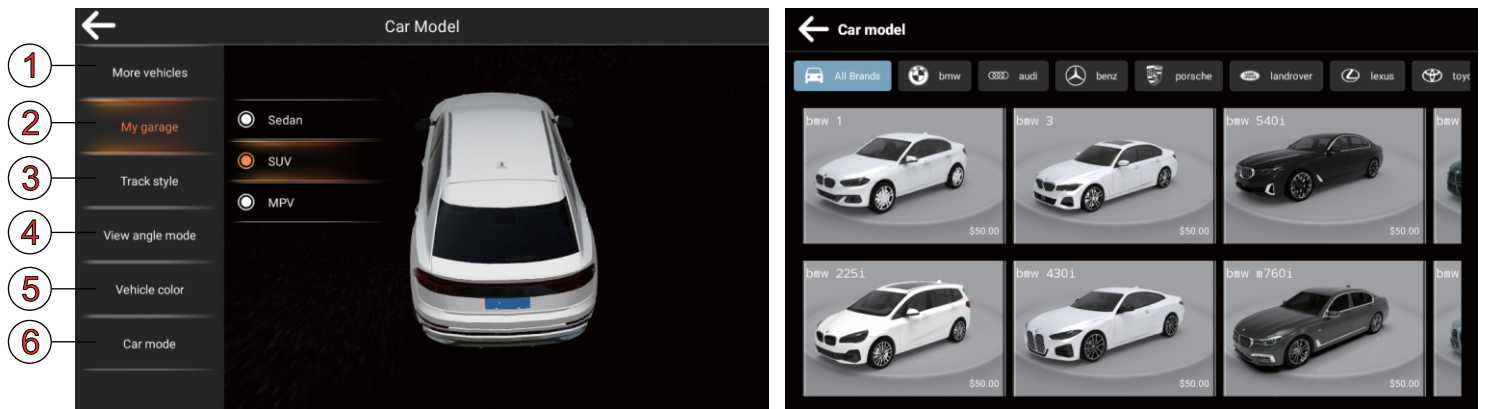 Car Model
1 More vehicles
2 My garage
3 Track style
4 View angle mode
5 Vehicle color
6 Car mode
Sedan
SUV
MPV
Car model
All Brands bmw audi benz porsche landrover lexus toyo
bmw 1 bmw 3 bmw 540i bmw
$50.00 $50.00 $50.00
bmw 225i bmw 430i bmw m760i bmw
$50.00 $50.00 $50.00